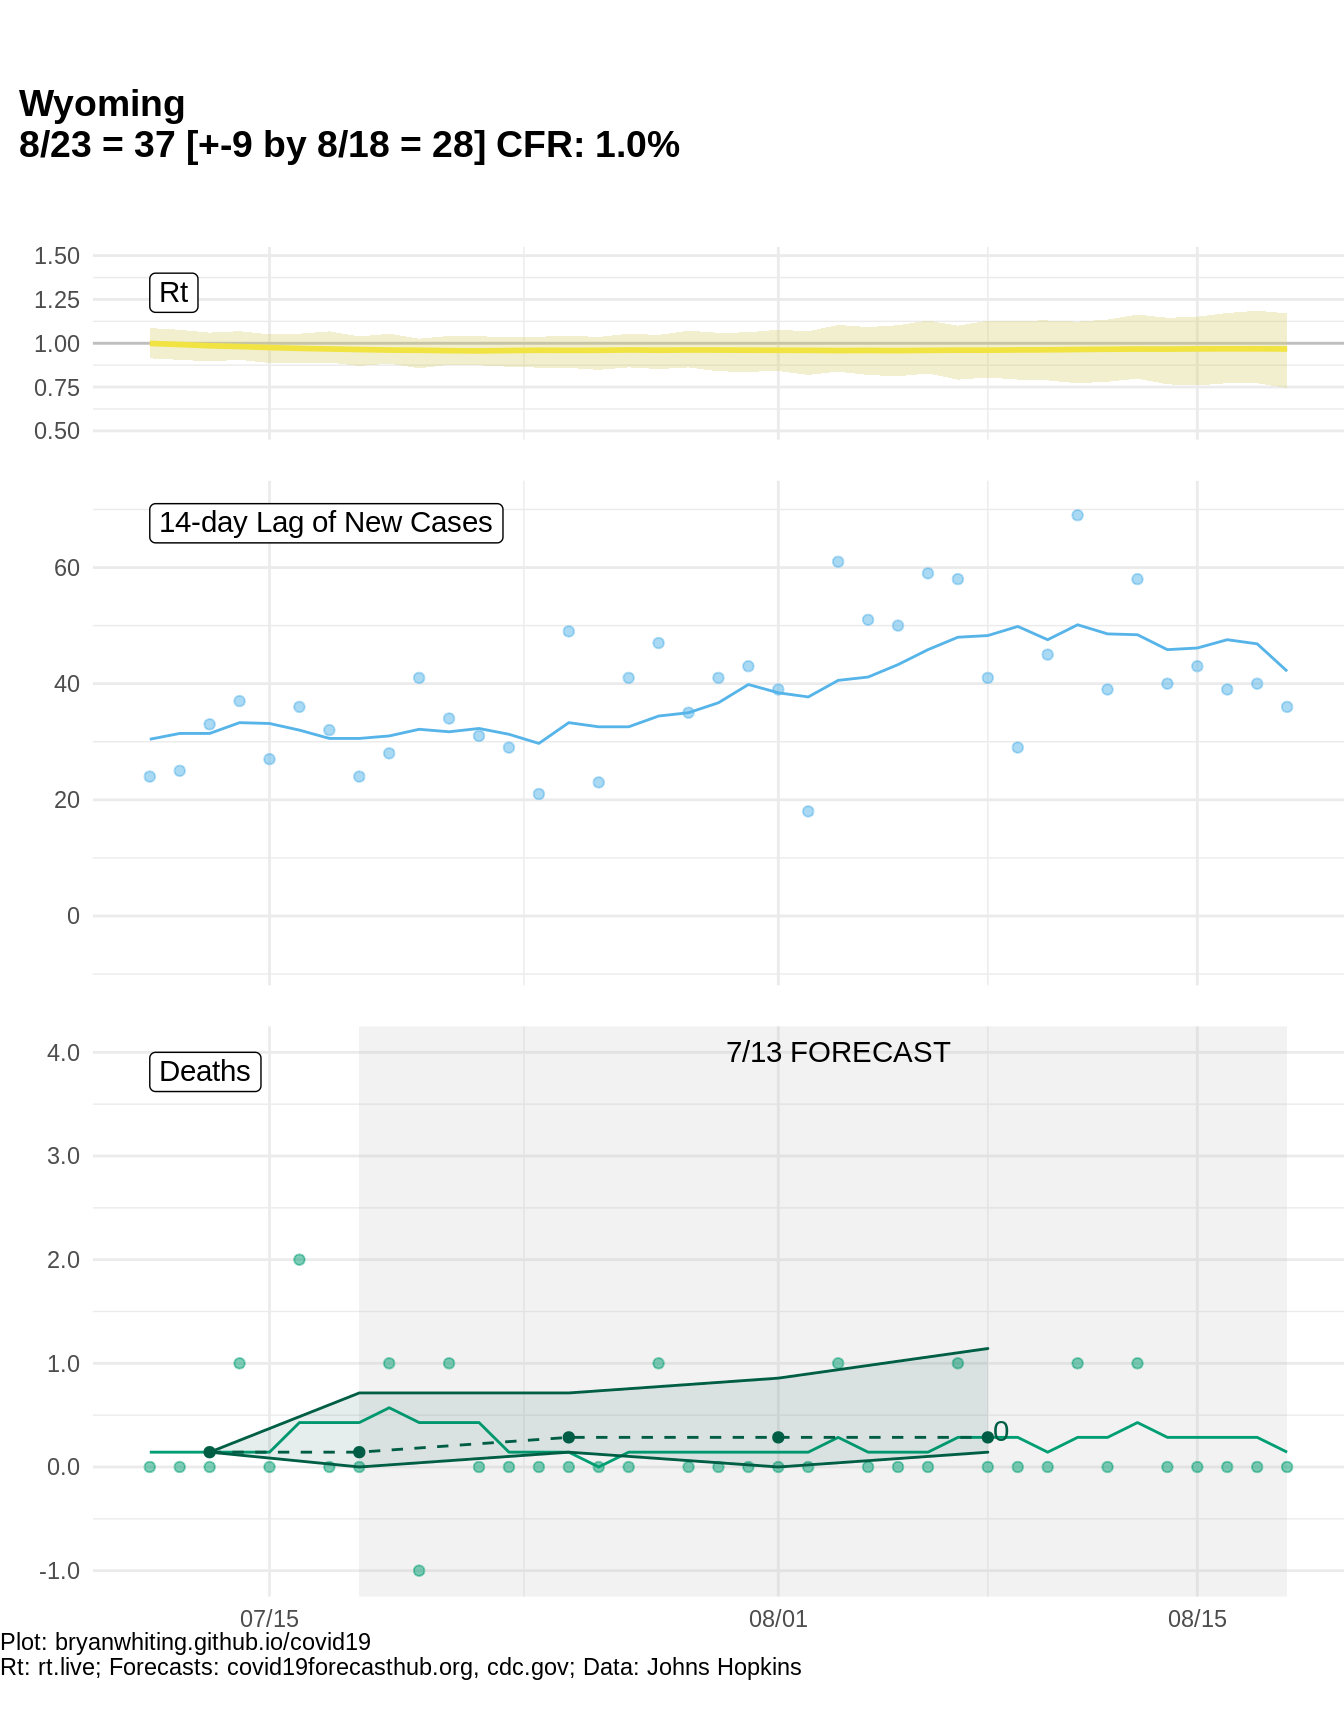 Wyoming
8/23 = 37 [+-9 by 8/18 = 28] CFR: 1.0%
1.50
Rt
1.25
1.00
0.75
0.50
14-day Lag of New Cases
60
40
20
0
7/13 FORECAST
4.0
Deaths
3.0
2.0
1.0
0
0.0
-1.0
07/15
08/01
08/15
Plot: bryanwhiting.github.io/covid19
Rt: rt.live; Forecasts: covid19forecasthub.org, cdc.gov; Data: Johns Hopkins